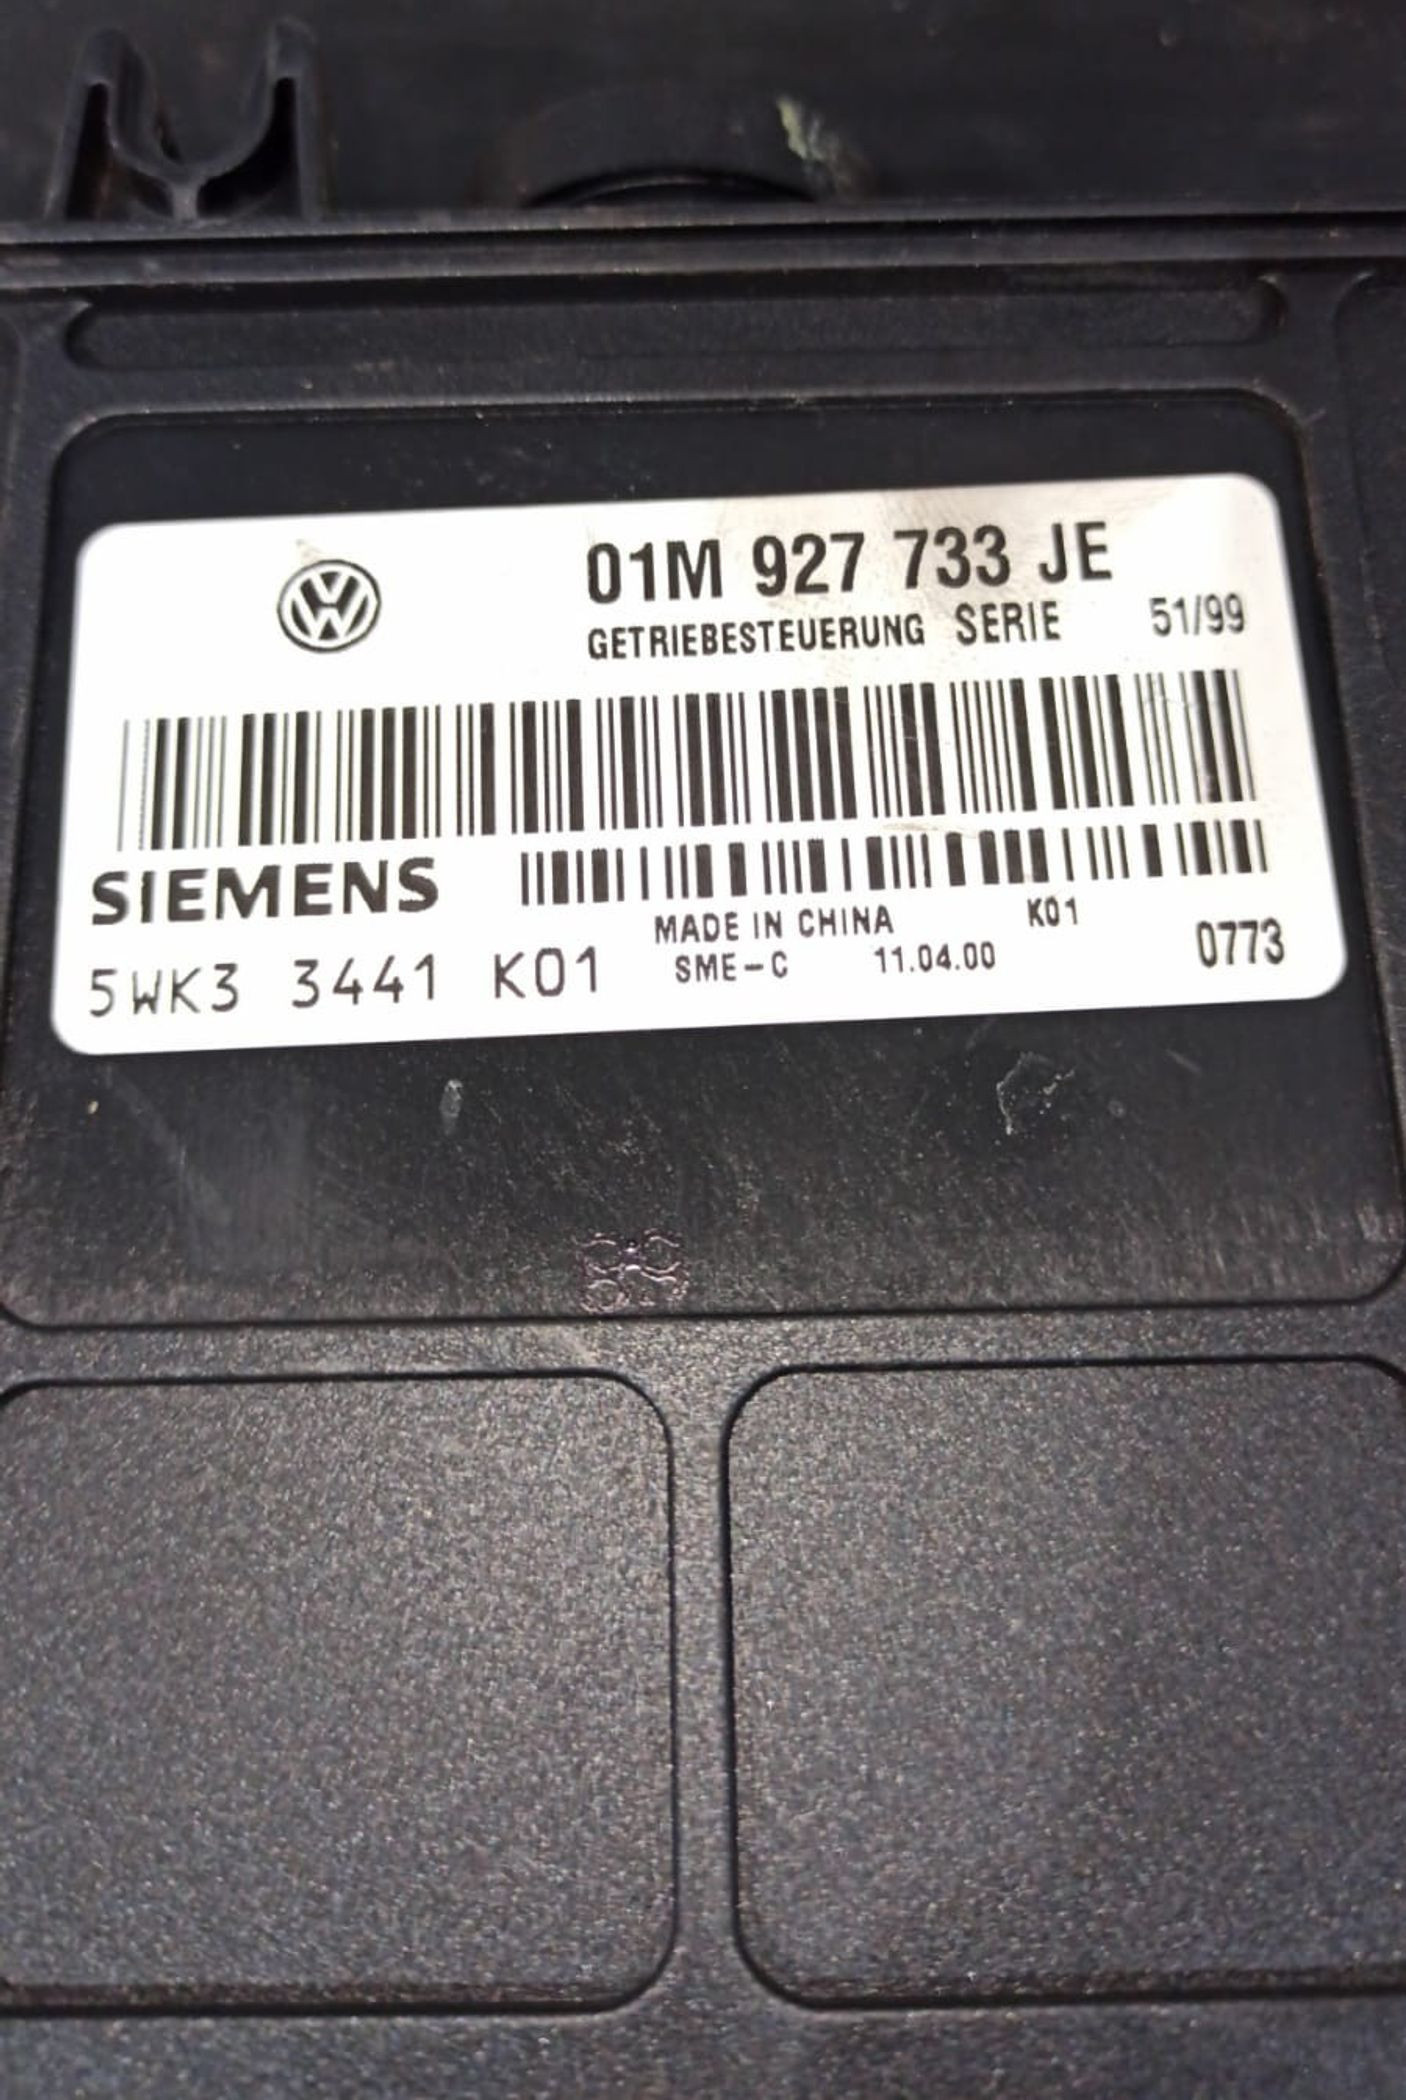 01M 927 733 JE
GETRIEBESTEUERUNG SERIE 51/99
SIEMENS
MADE IN CHINA K01
5WK3 3441 K01 SME-C 11.04.00 0773